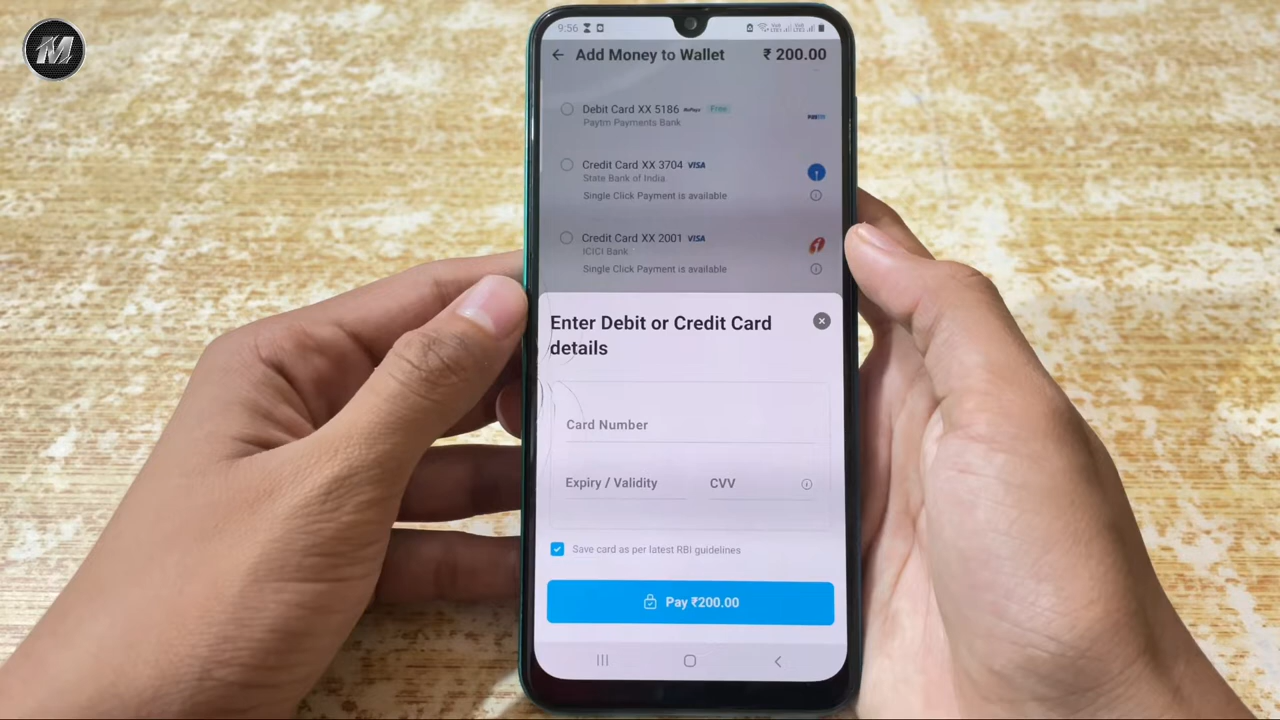 9:56
Add Money to Wallet ₹ 200.00
Debit Card XX 5186 RuPay Free
Paytm Payments Bank
paytm
Credit Card XX 3704 VISA
State Bank of India
Single Click Payment is available
Credit Card XX 2001 VISA
ICICI Bank
Single Click Payment is available
Enter Debit or Credit Card
details
Card Number
Expiry / Validity CVV
Save card as per latest RBI guidelines
Pay ₹200.00